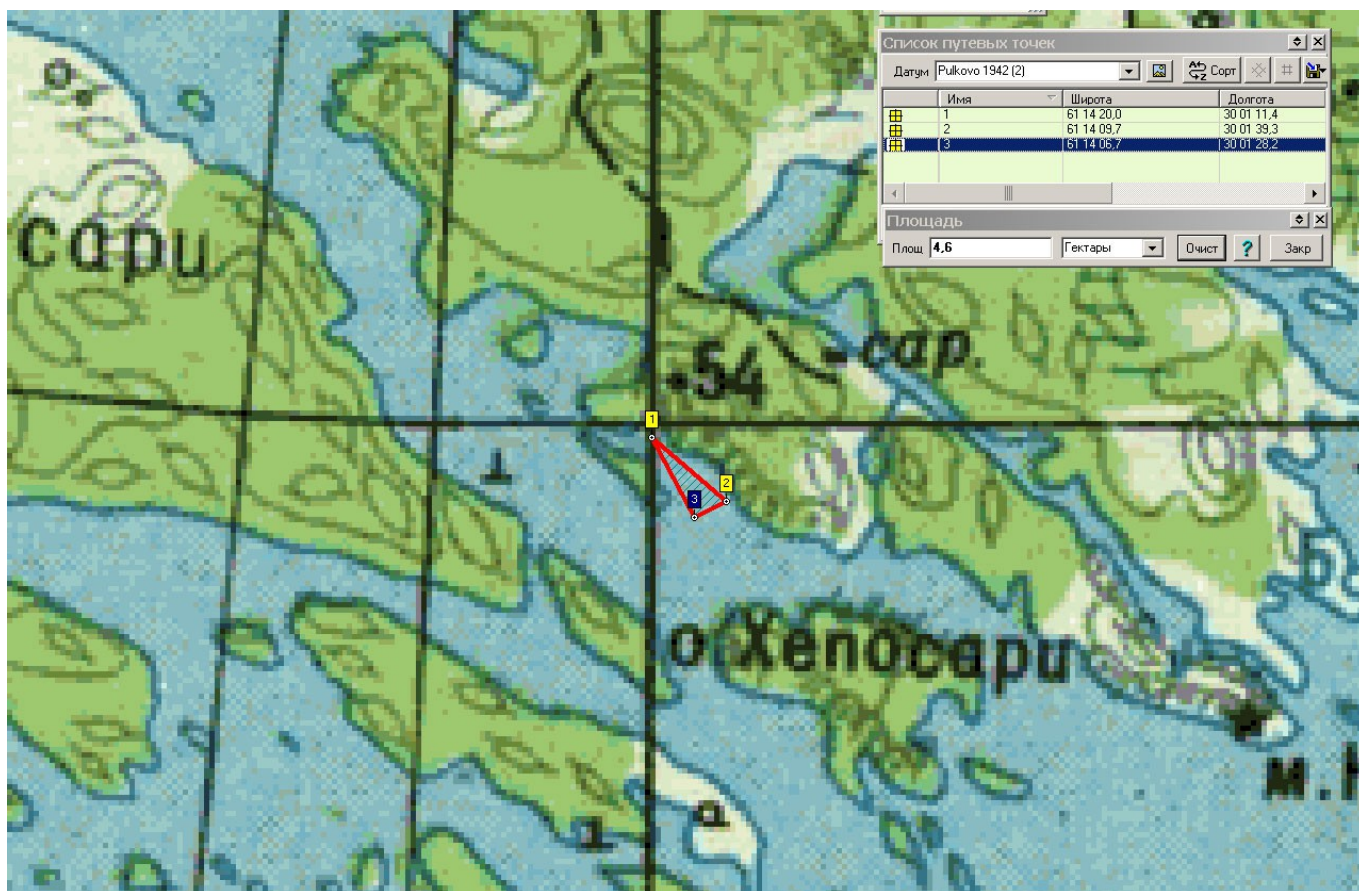 Список путевых точек
Датум Pulkovo 1942 (2) Сорт
Имя Широта Долгота
1 61 14 20,0 30 01 11,4
2 61 14 09,7 30 01 39,3
3 61 14 06,7 30 01 28,2
Площадь
Площ 4,6 Гектары Очист ? Закр
о.
сари
54
-сар.
1
2
3
о Хепосари
м.Н
а